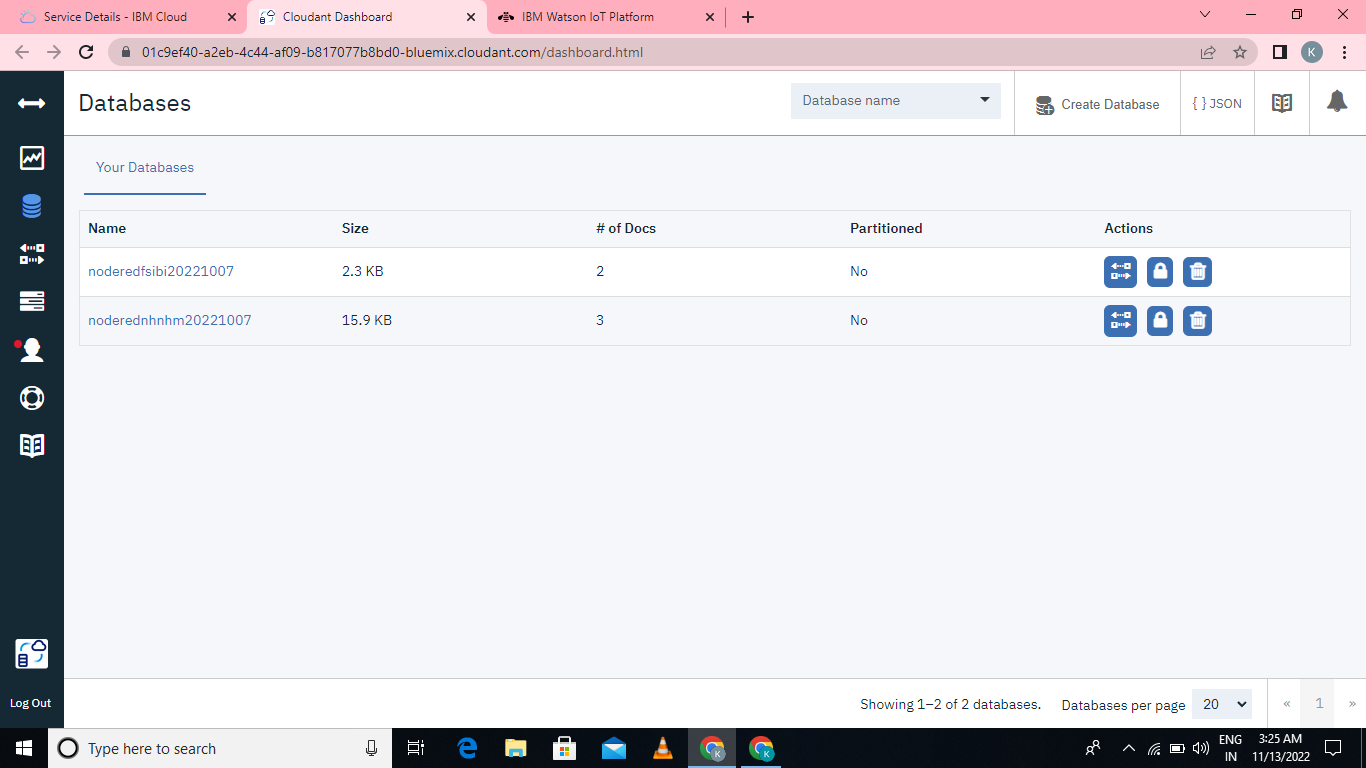 Service Details - IBM Cloud
Cloudant Dashboard
IBM Watson IoT Platform
01c9ef40-a2eb-4c44-af09-b817077b8bd0-bluemix.cloudant.com/dashboard.html
K
Databases
Database name
Create Database
{ } JSON
Your Databases
Name Size # of Docs Partitioned Actions
noderedfsibi20221007 2.3 KB 2 No
noderednhnhm20221007 15.9 KB 3 No
Log Out
Showing 1–2 of 2 databases.
Databases per page 20
« 1 »
Type here to search
K
K
ENG
IN
3:25 AM
11/13/2022